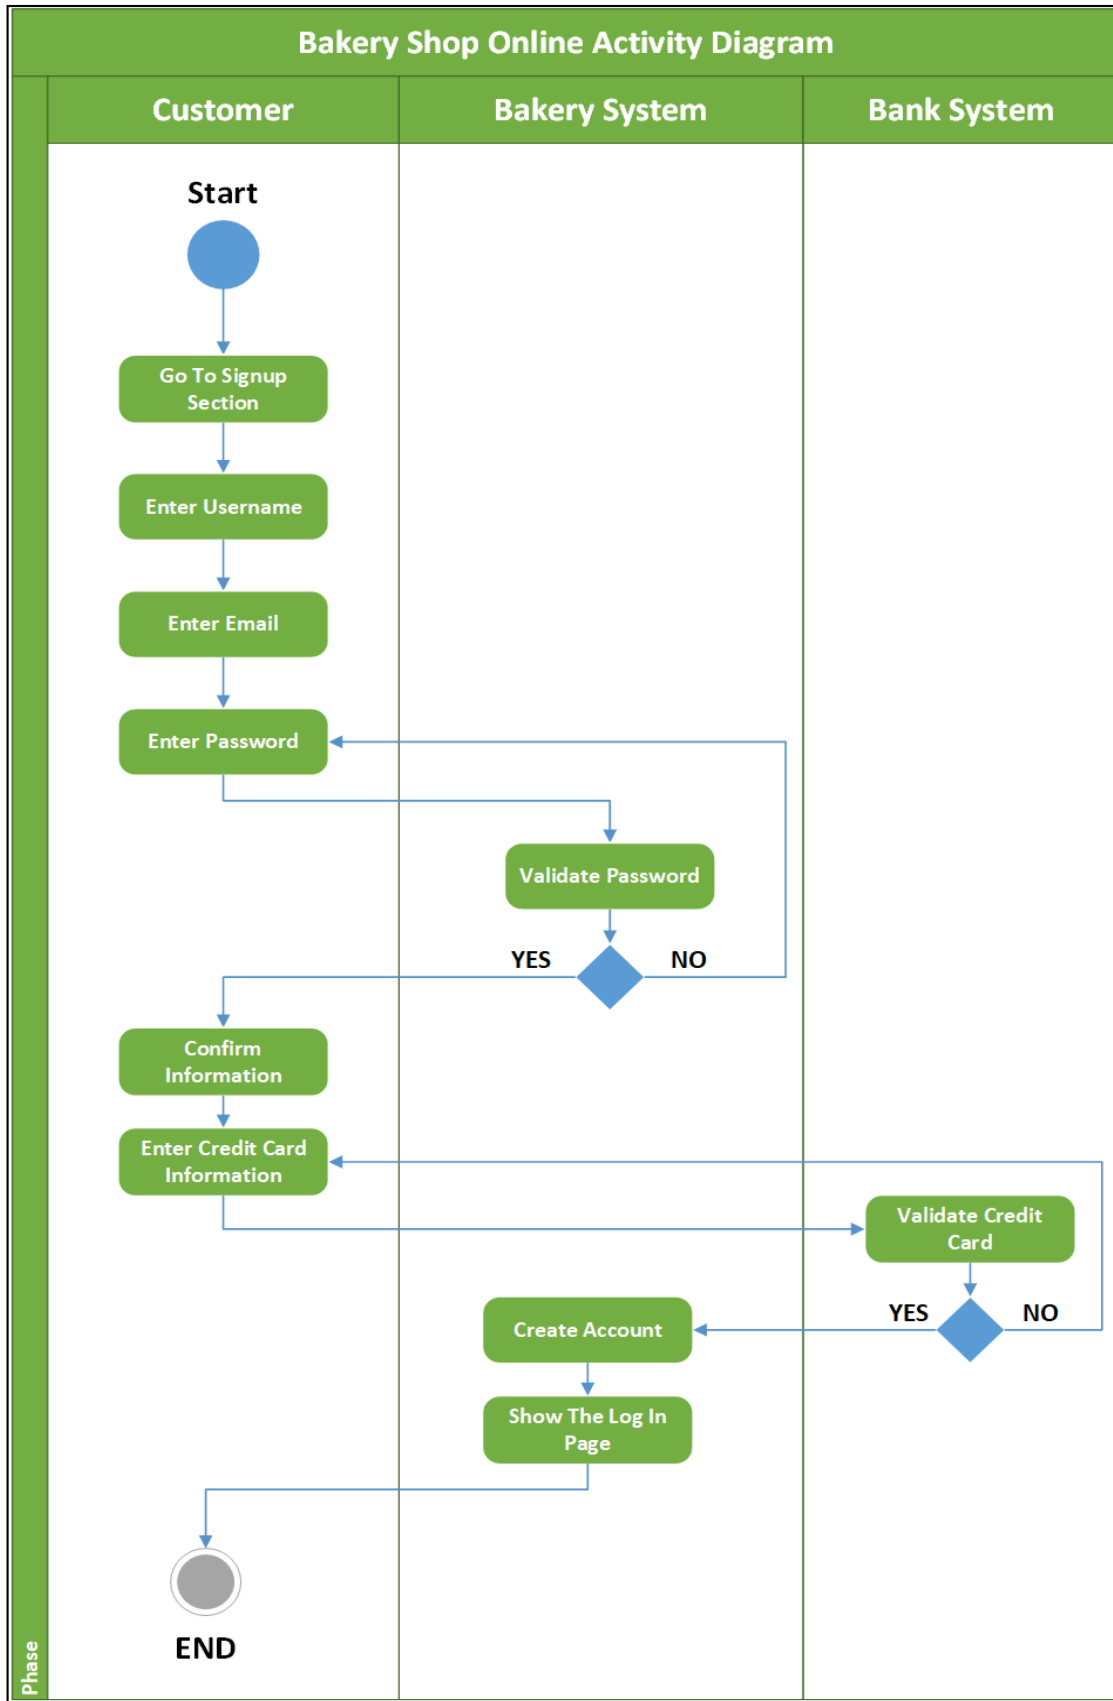 Bakery Shop Online Activity Diagram
Customer
Bakery System
Bank System
Start
Go To Signup
Section
Enter Username
Enter Email
Enter Password
Validate Password
YES
NO
Confirm
Information
Enter Credit Card
Information
Validate Credit
Card
YES
NO
Create Account
Show The Log In
Page
END
Phase